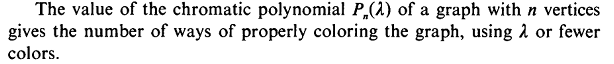 The value of the chromatic polynomial Pₙ(λ) of a graph with n vertices
gives the number of ways of properly coloring the graph, using λ or fewer
colors.